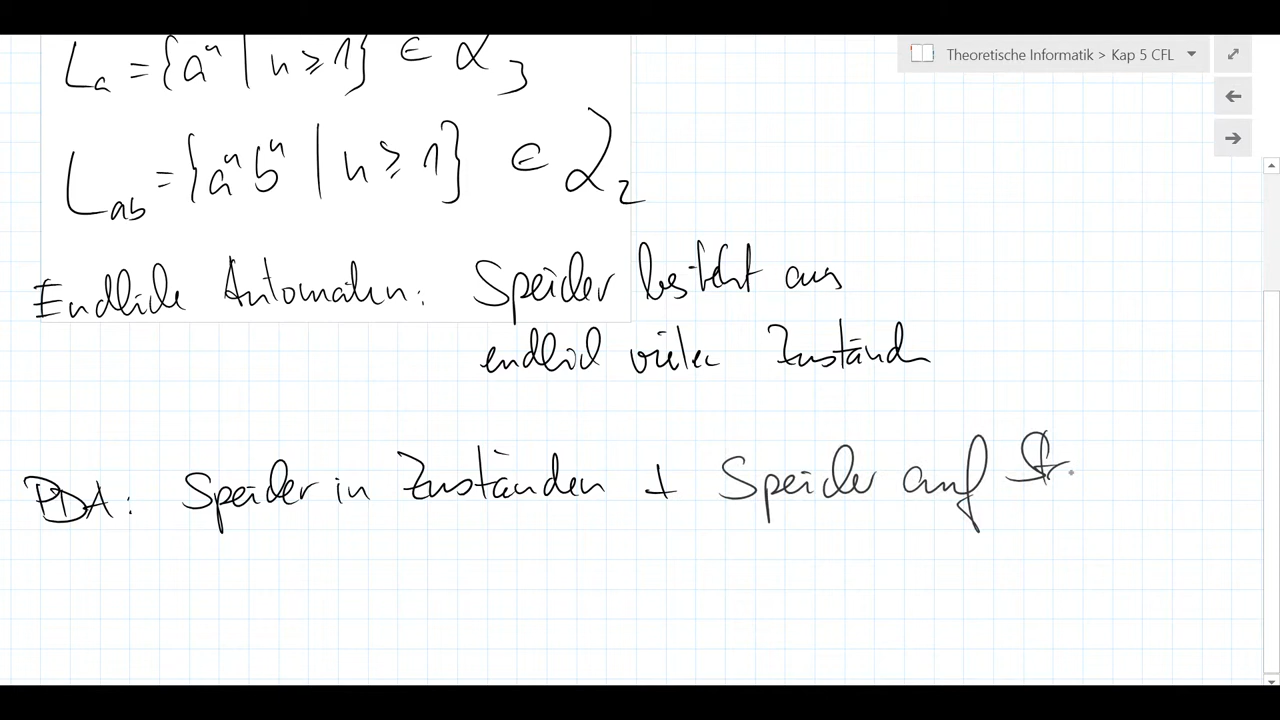 Theoretische Informatik > Kap 5 CFL
L_a = {a^n | n ≥ 1} ∈ ℒ_3
L_ab = {a^n b^n | n ≥ 1} ∈ ℒ_2
Endliche Automaten: Speicher besteht aus
endlich vielen Zuständen
PDA: Speicher in Zuständen + Speicher auf